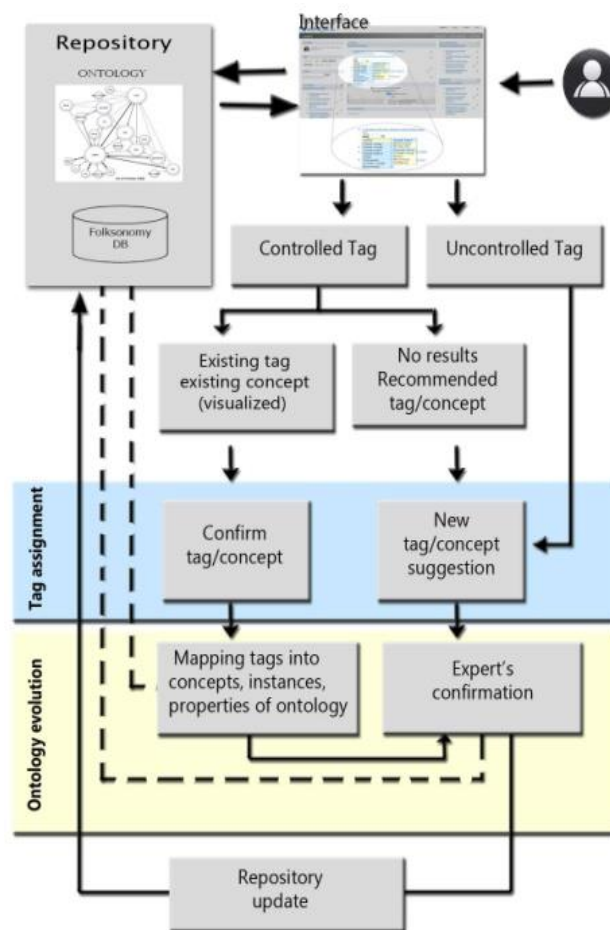 Interface
Repository
ONTOLOGY
Folksonomy
DB
Controlled Tag
Uncontrolled Tag
Existing tag
existing concept
(visualized)
No results
Recommended
tag/concept
Tag assignment
Confirm
tag/concept
New
tag/concept
suggestion
Ontology evolution
Mapping tags into
concepts, instances,
properties of ontology
Expert's
confirmation
Repository
update